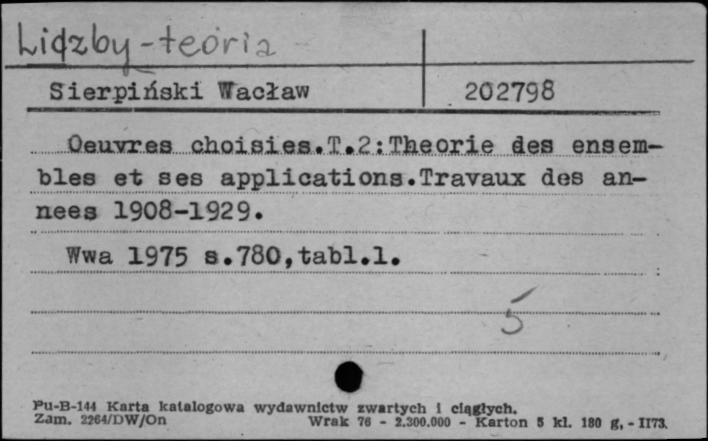 Liczby - teoria
Sierpiński Wacław 202798
Oeuvres choisies.T.2:Theorie des ensem-
bles et ses applications.Travaux des an-
nees 1908-1929.
Wwa 1975 s.780,tabl.1.
5
Pu-B-144 Karta katalogowa wydawnictw zwartych i ciągłych.
Zam. 2264/DW/On Wrak 76 - 2.300.000 - Karton 5 kl. 180 g, - II73.